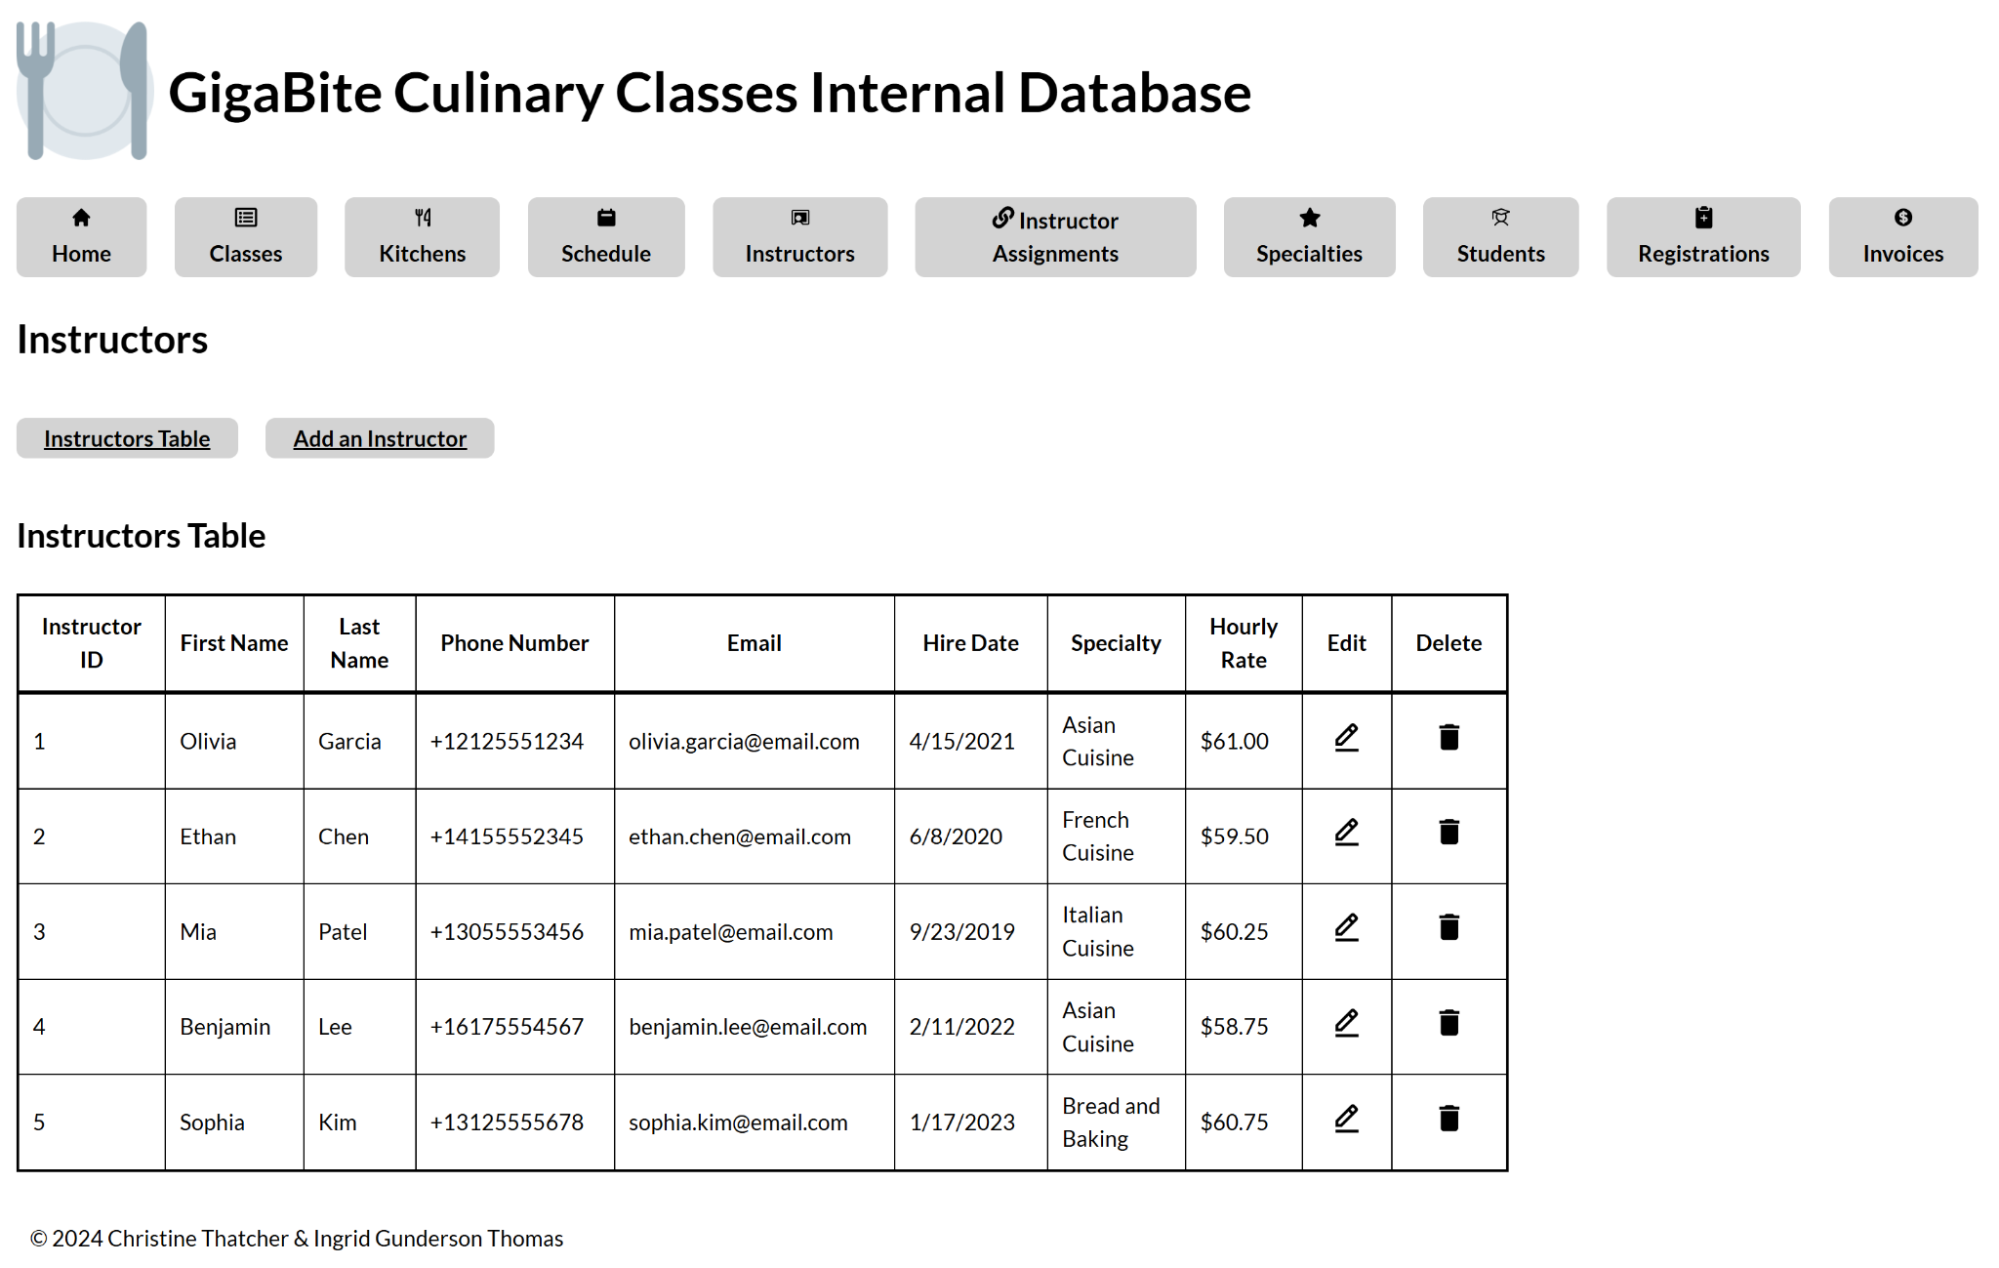 GigaBite Culinary Classes Internal Database
Home
Classes
Kitchens
Schedule
Instructors
Instructor
Assignments
Specialties
Students
Registrations
Invoices
Instructors
Instructors Table
Add an Instructor
Instructors Table
Instructor
ID
First Name
Last
Name
Phone Number
Email
Hire Date
Specialty
Hourly
Rate
Edit
Delete
1
Olivia
Garcia
+12125551234
olivia.garcia@email.com
4/15/2021
Asian
Cuisine
$61.00
2
Ethan
Chen
+14155552345
ethan.chen@email.com
6/8/2020
French
Cuisine
$59.50
3
Mia
Patel
+13055553456
mia.patel@email.com
9/23/2019
Italian
Cuisine
$60.25
4
Benjamin
Lee
+16175554567
benjamin.lee@email.com
2/11/2022
Asian
Cuisine
$58.75
5
Sophia
Kim
+13125555678
sophia.kim@email.com
1/17/2023
Bread and
Baking
$60.75
© 2024 Christine Thatcher & Ingrid Gunderson Thomas